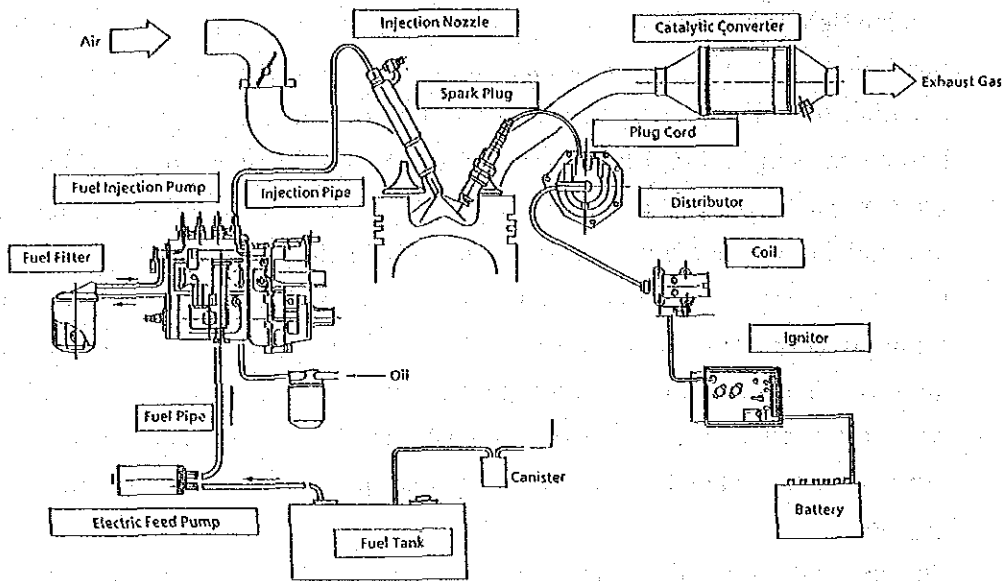 Injection Nozzle
Catalytic Converter
Air
Exhaust Gas
Spark Plug
Plug Cord
Fuel Injection Pump
Injection Pipe
Distributor
Fuel Filter
Coil
Ignitor
Oil
Fuel Pipe
Canister
Battery
Electric Feed Pump
Fuel Tank